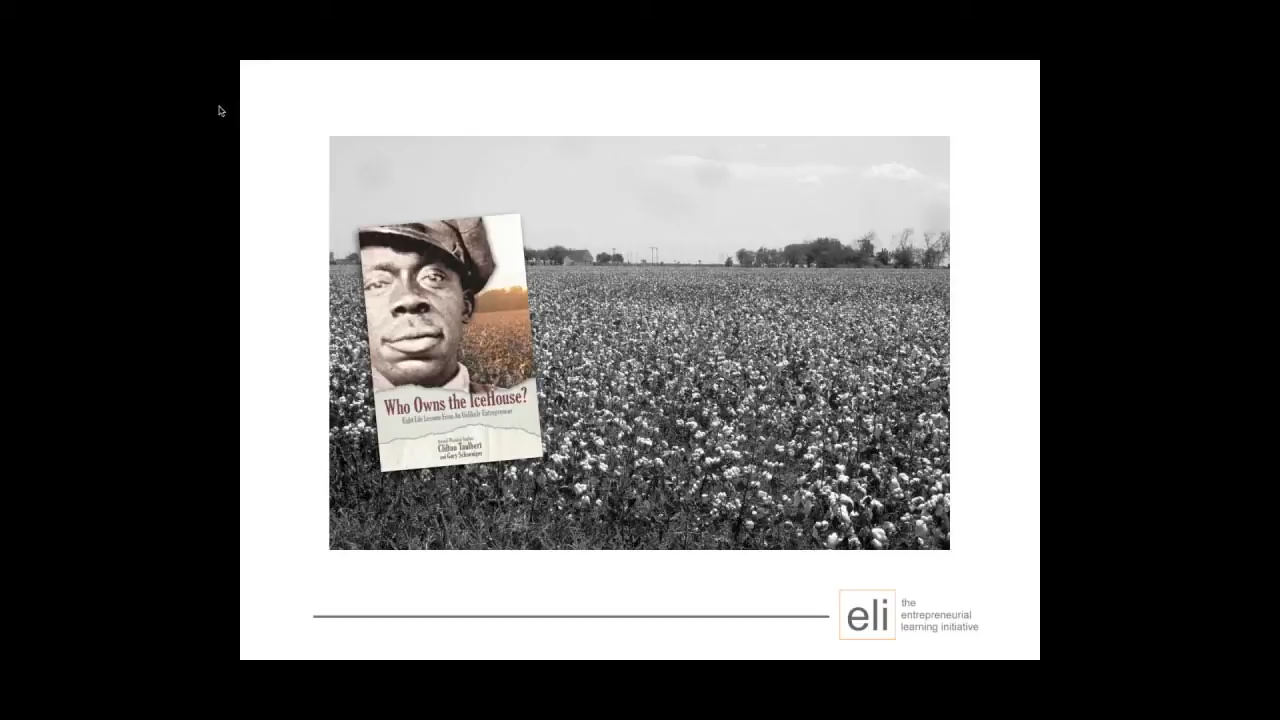 Who Owns the IceHouse?
Eight Life Lessons From An Unlikely Entrepreneur
Clifton Taulbert
and Gary Schoeniger
eli
the
entrepreneurial
learning initiative